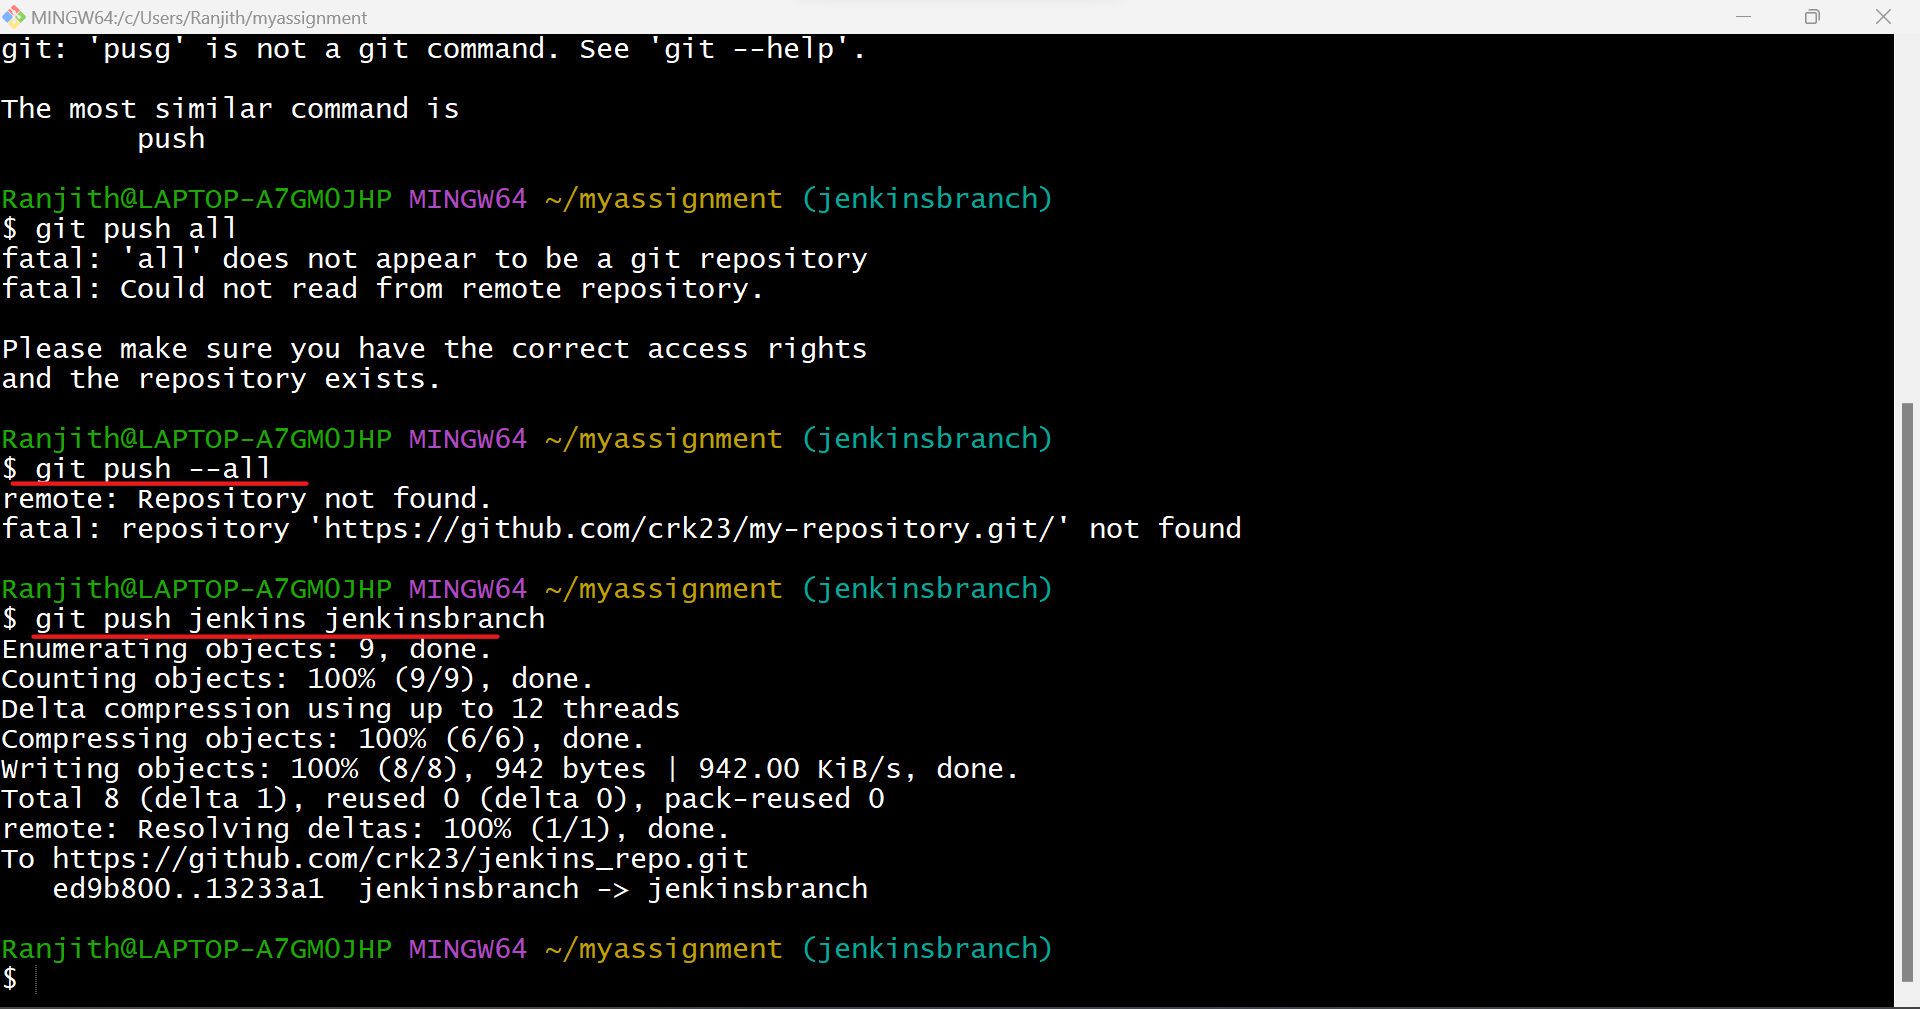 MINGW64:/c/Users/Ranjith/myassignment
git: 'pusg' is not a git command. See 'git --help'.
The most similar command is
push
Ranjith@LAPTOP-A7GMOJHP MINGW64 ~/myassignment (jenkinsbranch)
$ git push all
fatal: 'all' does not appear to be a git repository
fatal: Could not read from remote repository.
Please make sure you have the correct access rights
and the repository exists.
Ranjith@LAPTOP-A7GMOJHP MINGW64 ~/myassignment (jenkinsbranch)
$ git push --all
remote: Repository not found.
fatal: repository 'https://github.com/crk23/my-repository.git/' not found
Ranjith@LAPTOP-A7GMOJHP MINGW64 ~/myassignment (jenkinsbranch)
$ git push jenkins jenkinsbranch
Enumerating objects: 9, done.
Counting objects: 100% (9/9), done.
Delta compression using up to 12 threads
Compressing objects: 100% (6/6), done.
Writing objects: 100% (8/8), 942 bytes | 942.00 KiB/s, done.
Total 8 (delta 1), reused 0 (delta 0), pack-reused 0
remote: Resolving deltas: 100% (1/1), done.
To https://github.com/crk23/jenkins_repo.git
ed9b800..13233a1  jenkinsbranch -> jenkinsbranch
Ranjith@LAPTOP-A7GMOJHP MINGW64 ~/myassignment (jenkinsbranch)
$